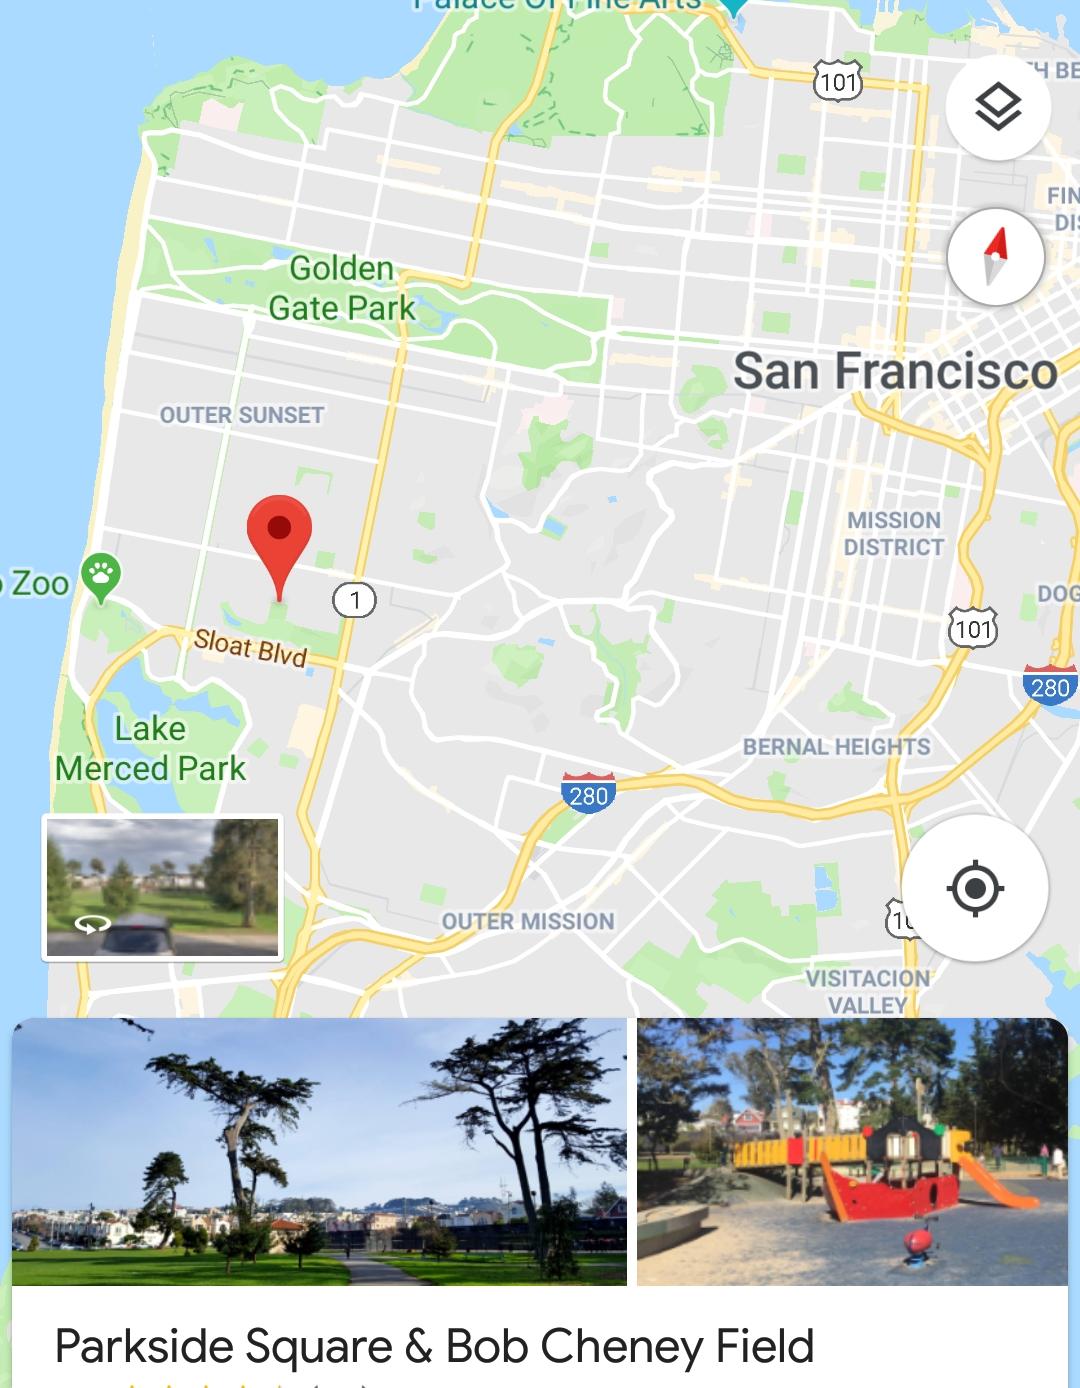 101
Golden
Gate Park
San Francisco
OUTER SUNSET
MISSION
DISTRICT
Zoo
1
101
Sloat Blvd
280
Lake
Merced Park
BERNAL HEIGHTS
280
OUTER MISSION
VISITACION
VALLEY
Parkside Square & Bob Cheney Field